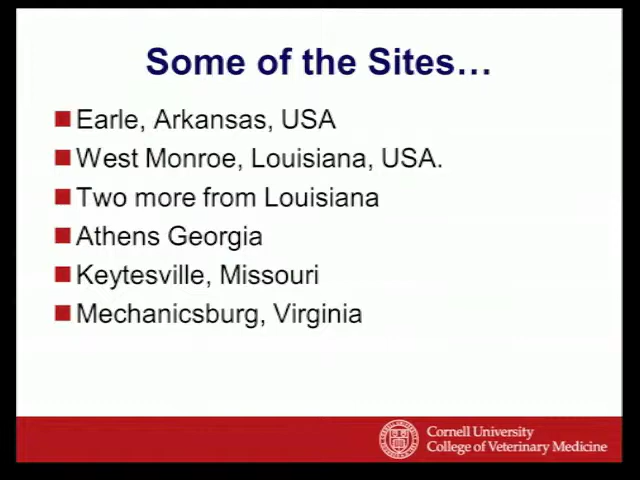 Some of the Sites…
Earle, Arkansas, USA
West Monroe, Louisiana, USA.
Two more from Louisiana
Athens Georgia
Keytesville, Missouri
Mechanicsburg, Virginia
Cornell University
College of Veterinary Medicine